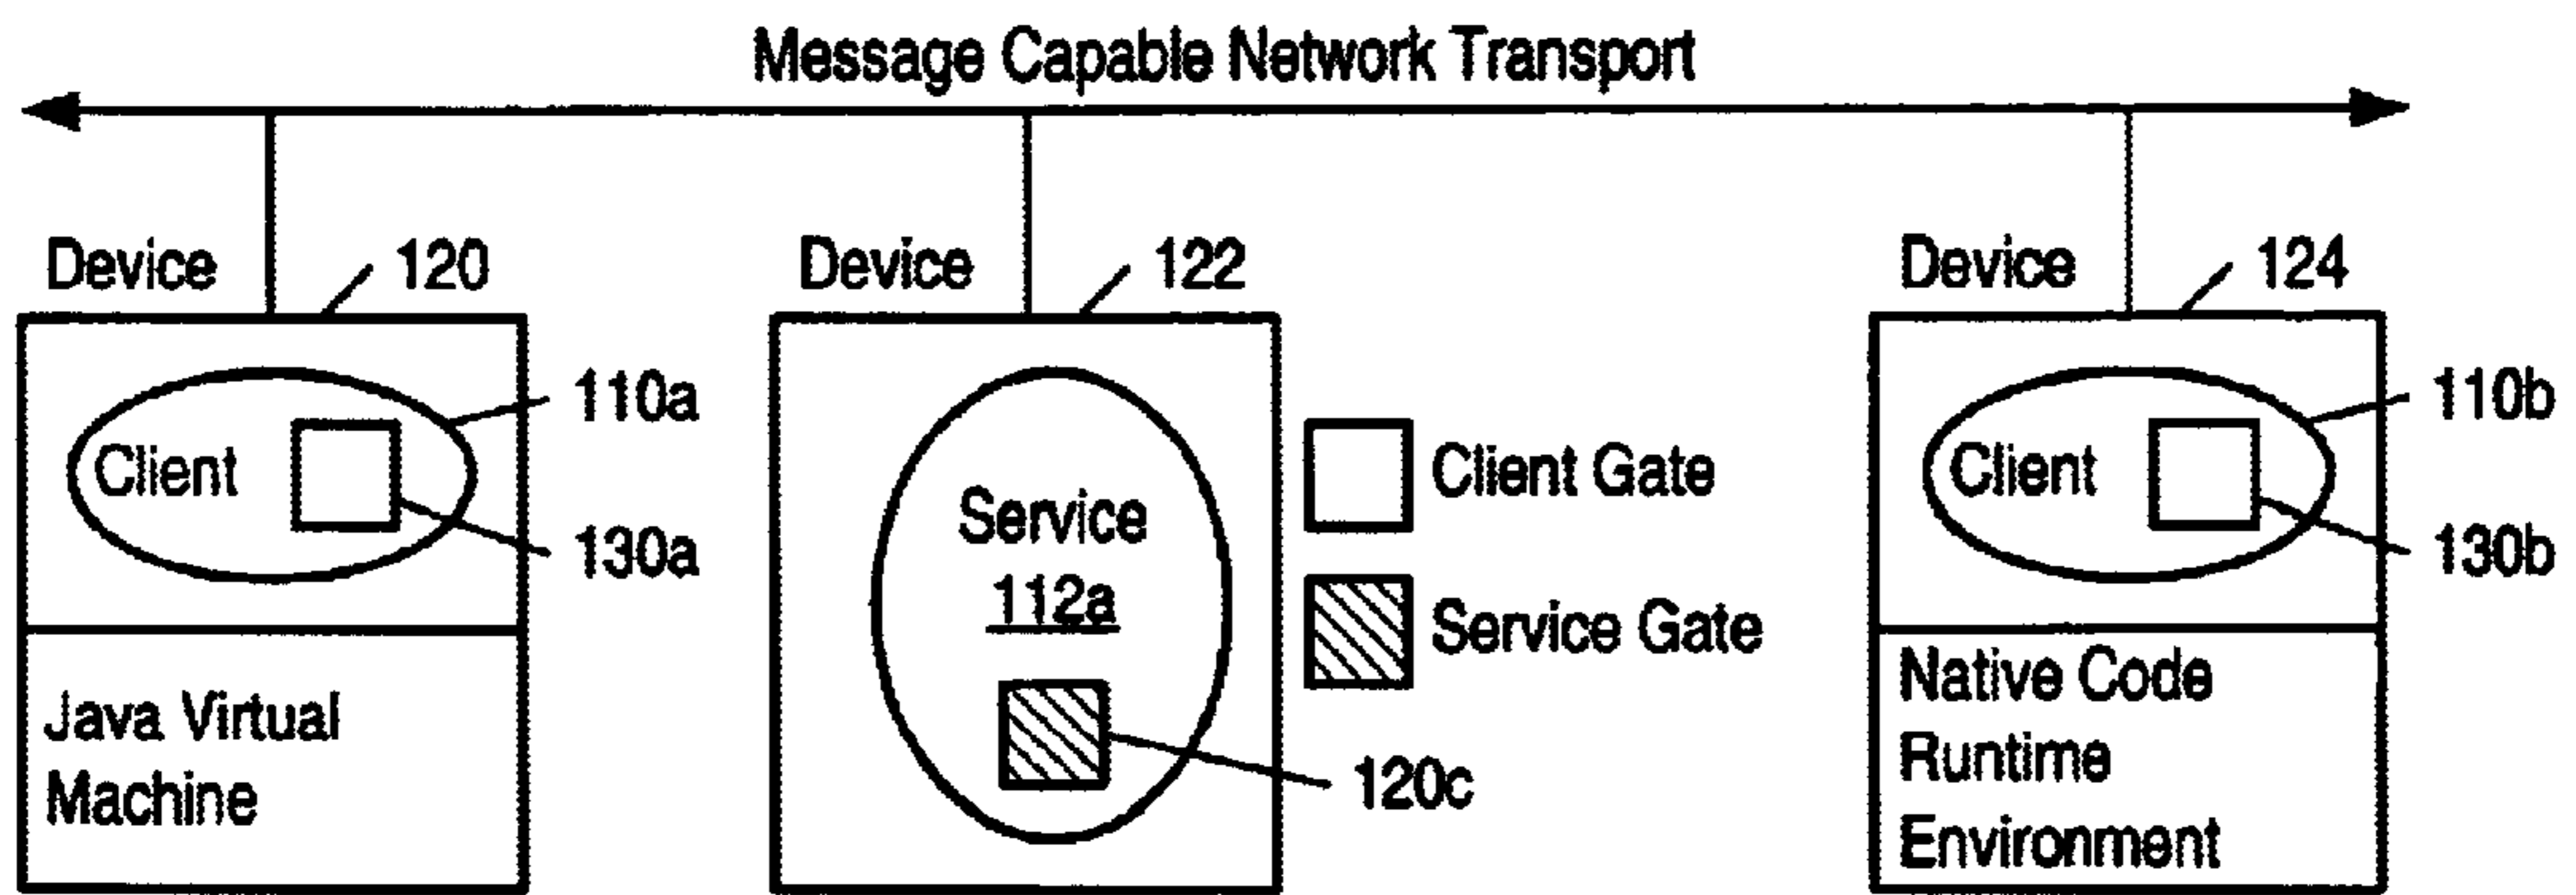 Message Capable Network Transport
Device
120
Device
122
Device
124
110a
Client
130a
Java Virtual
Machine
Service
112a
120c
Client Gate
Service Gate
110b
Client
130b
Native Code
Runtime
Environment